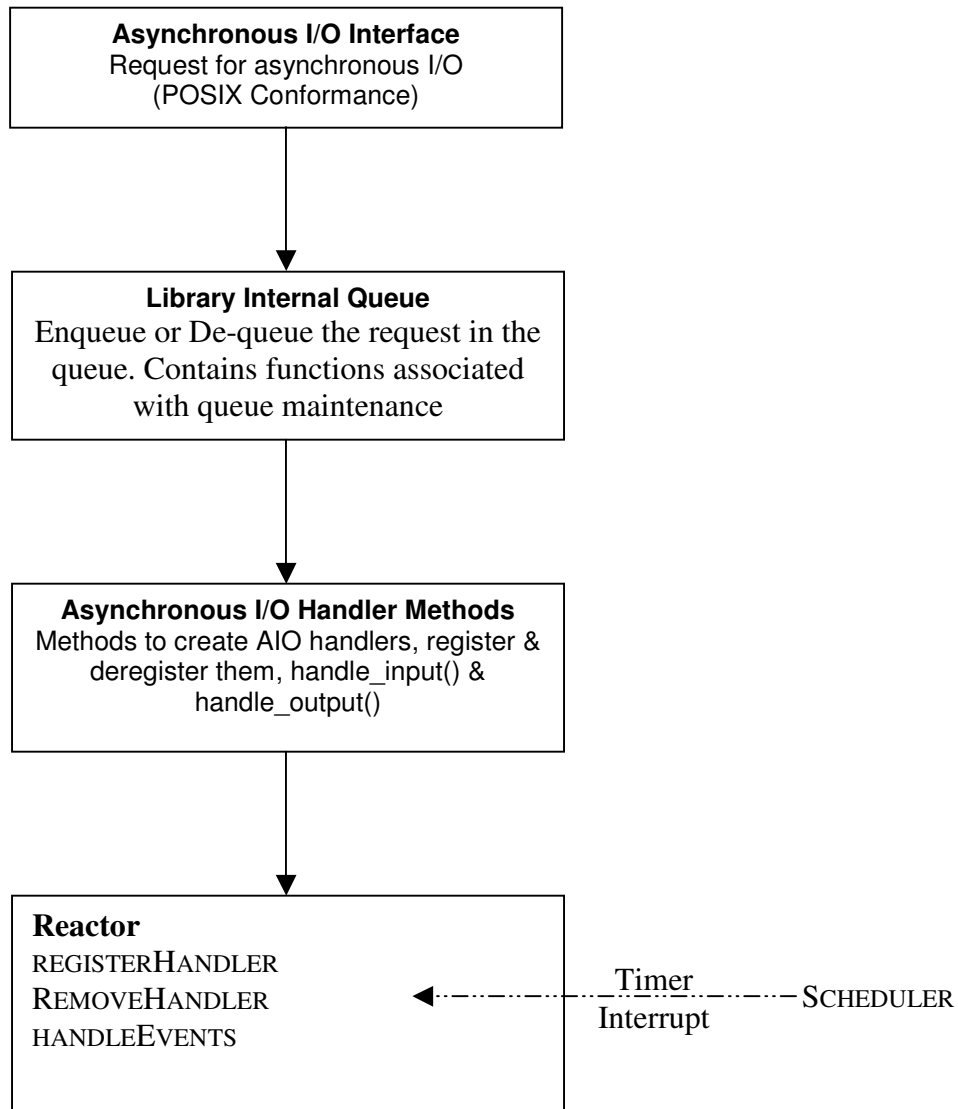 Asynchronous I/O Interface
Request for asynchronous I/O
(POSIX Conformance)
Library Internal Queue
Enqueue or De-queue the request in the
queue. Contains functions associated
with queue maintenance
Asynchronous I/O Handler Methods
Methods to create AIO handlers, register &
deregister them, handle_input() &
handle_output()
Reactor
REGISTERHANDLER
REMOVEHANDLER
HANDLEEVENTS
Timer
Interrupt
SCHEDULER